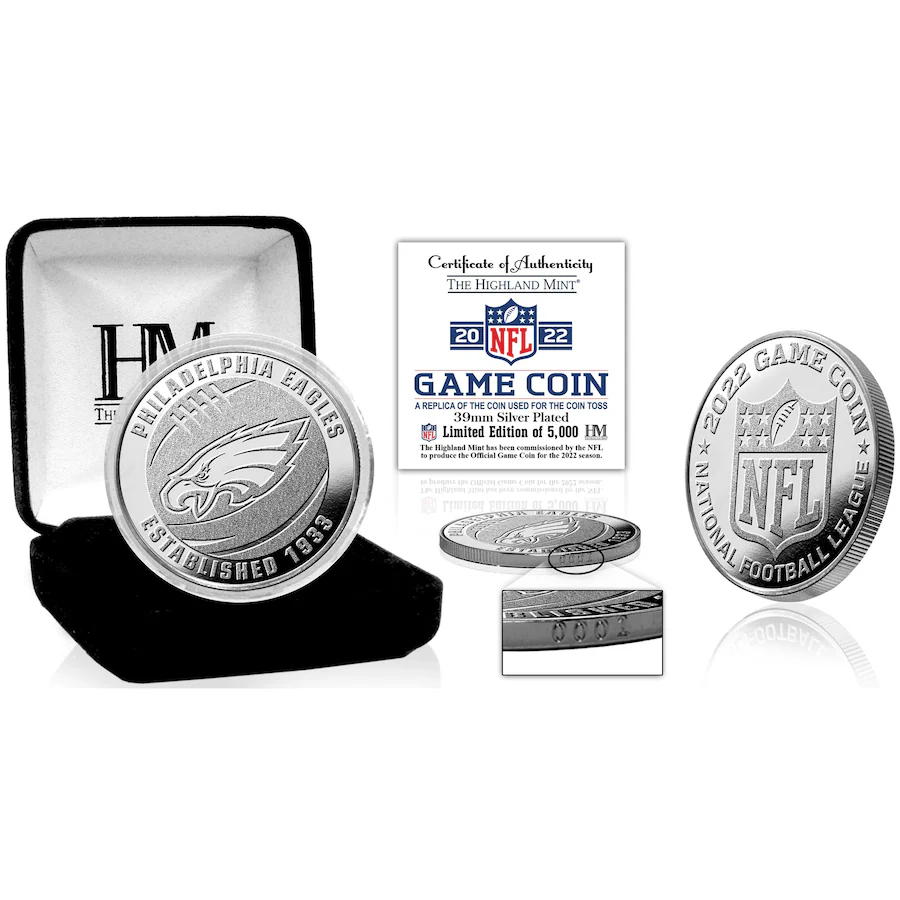 HM
THE
PHILADELPHIA EAGLES
ESTABLISHED 1933
Certificate of Authenticity
THE HIGHLAND MINT®
20 NFL 22
GAME COIN
A REPLICA OF THE COIN USED FOR THE COIN TOSS
39mm Silver Plated
NFL Limited Edition of 5,000 HM
The Highland Mint has been commissioned by the NFL
to produce the Official Game Coin for the 2022 season.
ESTABLISHED
0001
2022 GAME COIN
NFL
★ NATIONAL FOOTBALL LEAGUE ★